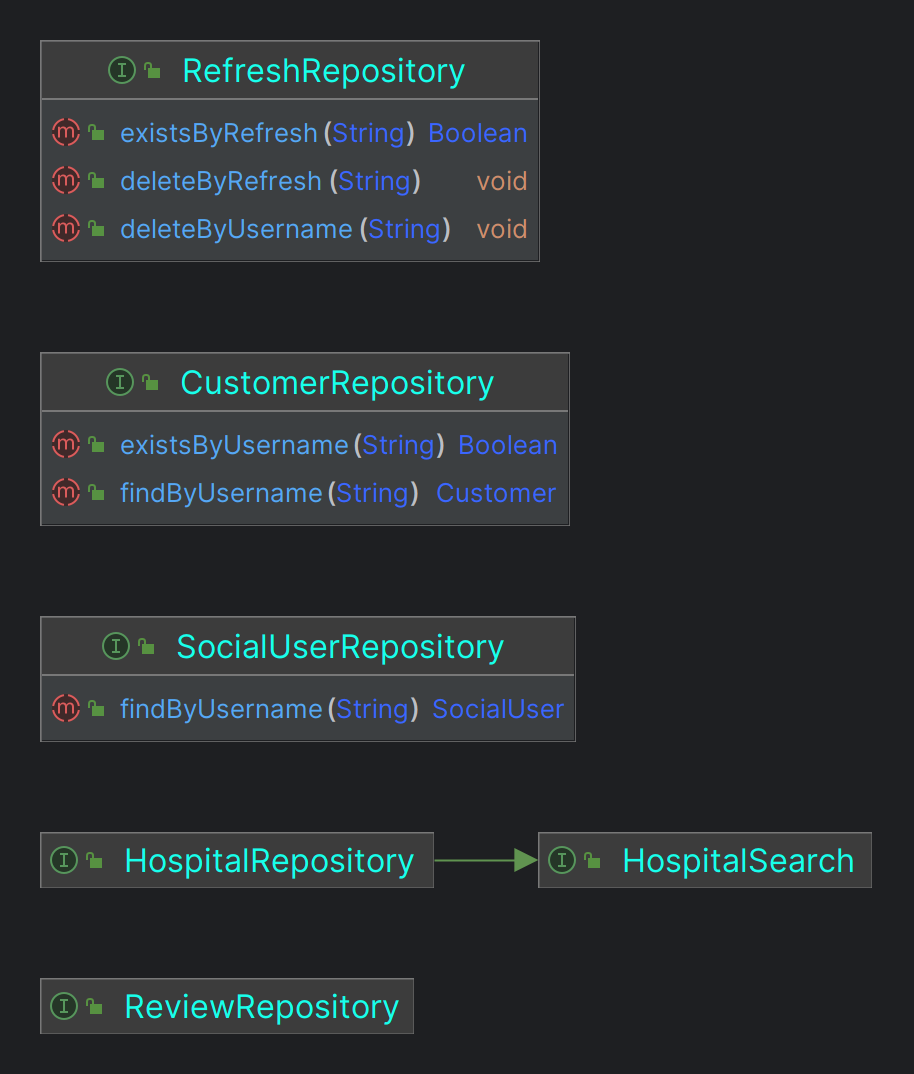 RefreshRepository
existsByRefresh(String) Boolean
deleteByRefresh (String) void
deleteByUsername (String) void
CustomerRepository
existsByUsername(String) Boolean
findByUsername(String) Customer
SocialUserRepository
findByUsername(String) SocialUser
HospitalRepository HospitalSearch
ReviewRepository